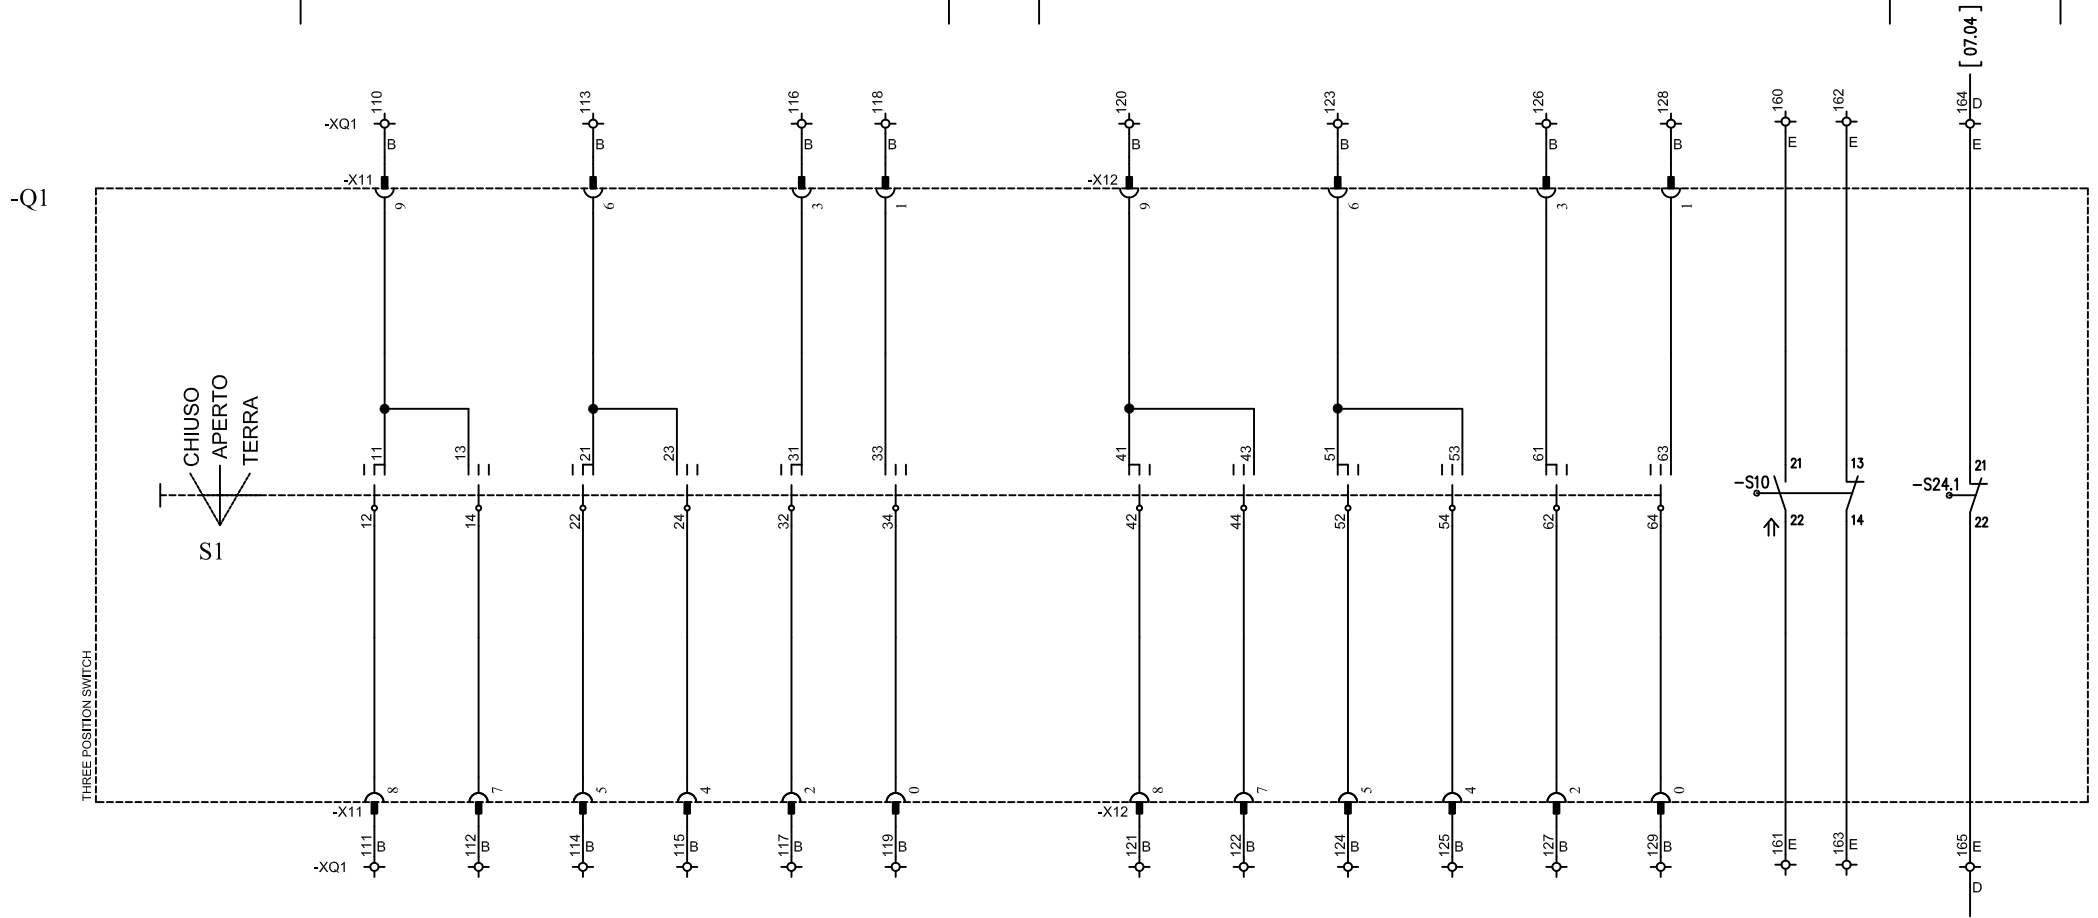 [ 07.04 ]
110
113
116
118
120
123
126
128
160
162
164
D
-XQ1
B
B
B
B
B
B
B
B
E
E
E
-X11
-X12
-Q1
9
6
3
1
9
6
3
1
CHIUSO
APERTO
TERRA
11
13
21
23
31
33
41
43
51
53
61
63
21
13
21
-S10
-S24.1
12
14
22
24
32
34
42
44
52
54
62
64
22
14
22
S1
THREE POSITION SWITCH
8
7
5
4
2
0
8
7
5
4
2
0
-X11
-X12
111
B
112
B
114
B
115
B
117
B
119
B
121
B
122
B
124
B
125
B
127
B
129
B
161
E
163
E
165
E
-XQ1
D